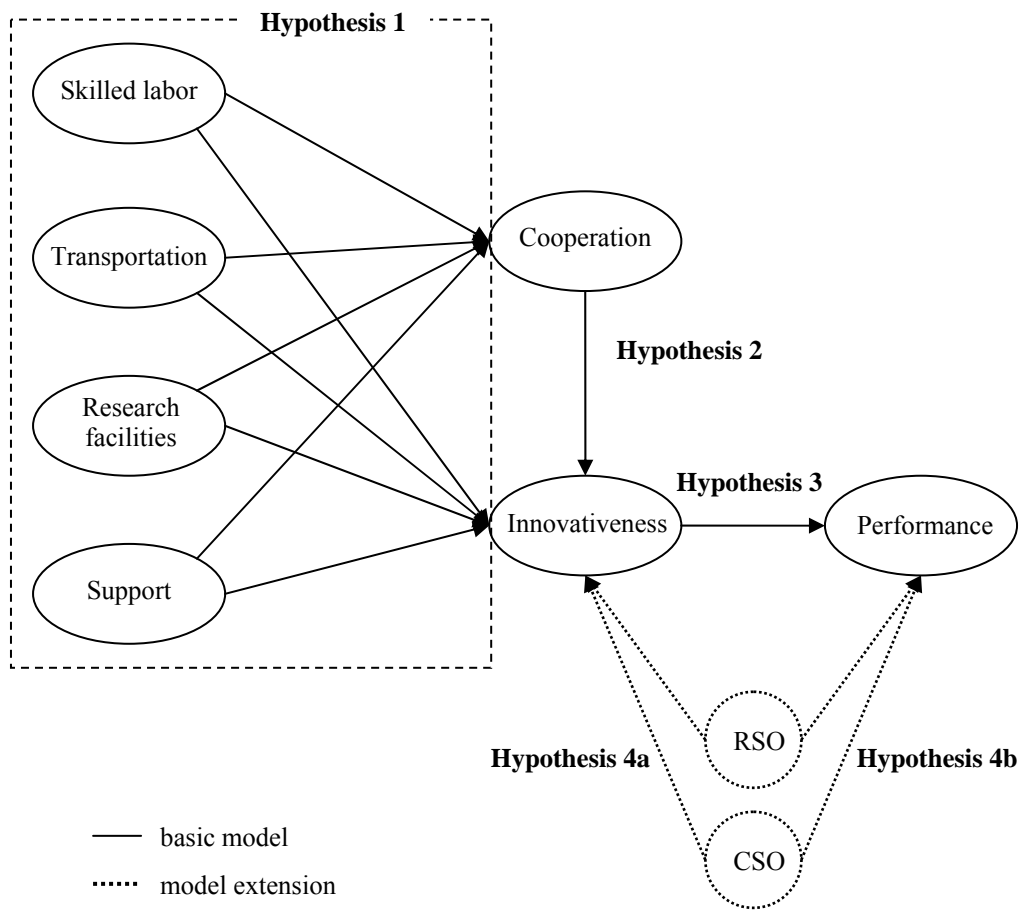 Hypothesis 1
Skilled labor
Transportation
Research
facilities
Support
Cooperation
Hypothesis 2
Innovativeness
Hypothesis 3
Performance
Hypothesis 4a
RSO
Hypothesis 4b
CSO
basic model
model extension